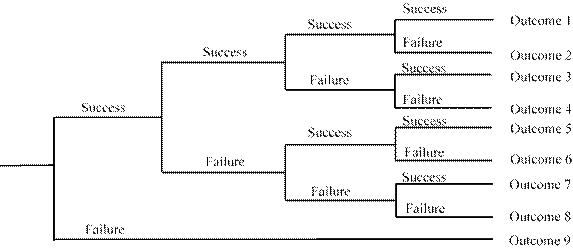 Success
Outcome 1
Success
Failure
Outcome 2
Success
Success
Outcome 3
Failure
Failure
Outcome 4
Success
Success
Outcome 5
Success
Failure
Failure
Outcome 6
Success
Outcome 7
Failure
Failure
Outcome 8
Failure
Outcome 9